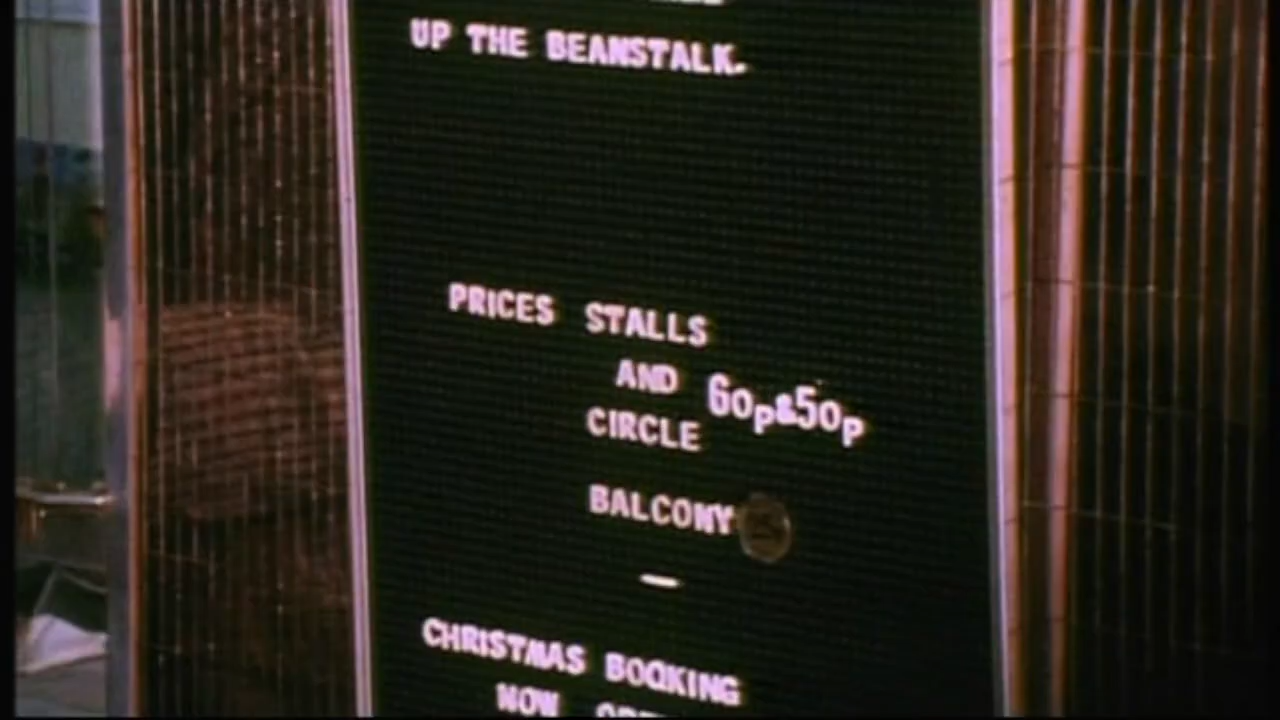 UP THE BEANSTALK.
PRICES STALLS
AND 60p&50p
CIRCLE
BALCONY
CHRISTMAS BOOKING
NOW